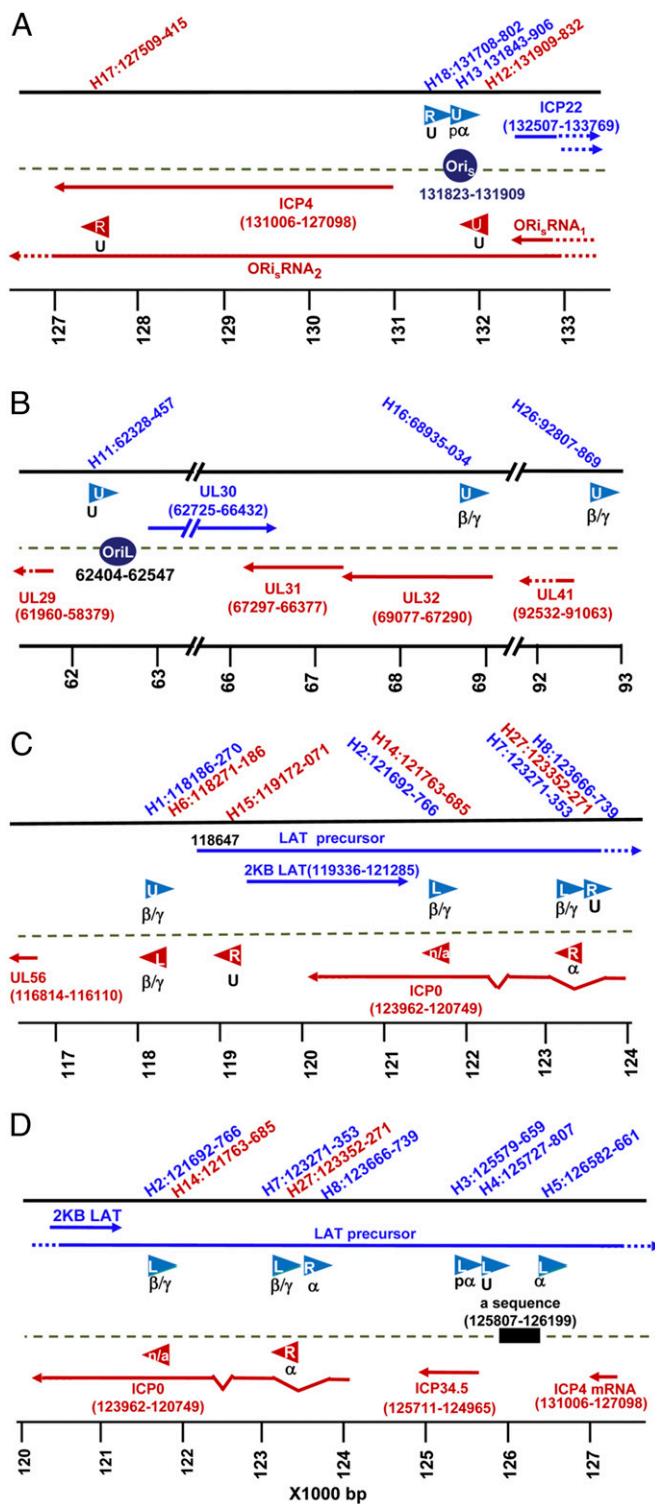 A
H17:127509-415
H18:131708-802
H13 131843-906
H12:131909-832
R
U
ICP22
(132507-133769)
U
pα
OriS
131823-131909
ICP4
(131006-127098)
R
U
U
U
ORisRNA1
ORisRNA2
127
128
129
130
131
132
133
B
H11:62328-457
H16:68935-034
H26:92807-869
U
U
UL30
(62725-66432)
U
β/γ
U
β/γ
OriL
62404-62547
UL29
(61960-58379)
UL31
(67297-66377)
UL32
(69077-67290)
UL41
(92532-91063)
62
63
66
67
68
69
92
93
C
H1:118186-270
H6:118271-186
H15:119172-071
H14:121763-685
H2:121692-766
H8:123666-739
H27:123352-271
H7:123271-353
118647
LAT precursor
2KB LAT(119336-121285)
U
β/γ
L
β/γ
L
β/γ
R
U
UL56
(116814-116110)
L
β/γ
R
U
n/a
ICP0
(123962-120749)
R
α
117
118
119
120
121
122
123
124
D
H2:121692-766
H14:121763-685
H7:123271-353
H27:123352-271
H8:123666-739
H3:125579-659
H4:125727-807
H5:126582-661
2KB LAT
LAT precursor
L
β/γ
L
β/γ
R
α
L
pα
L
U
L
α
a sequence
(125807-126199)
n/a
R
α
ICP0
(123962-120749)
ICP34.5
(125711-124965)
ICP4 mRNA
(131006-127098)
120
121
122
123
124
125
126
127
X1000 bp